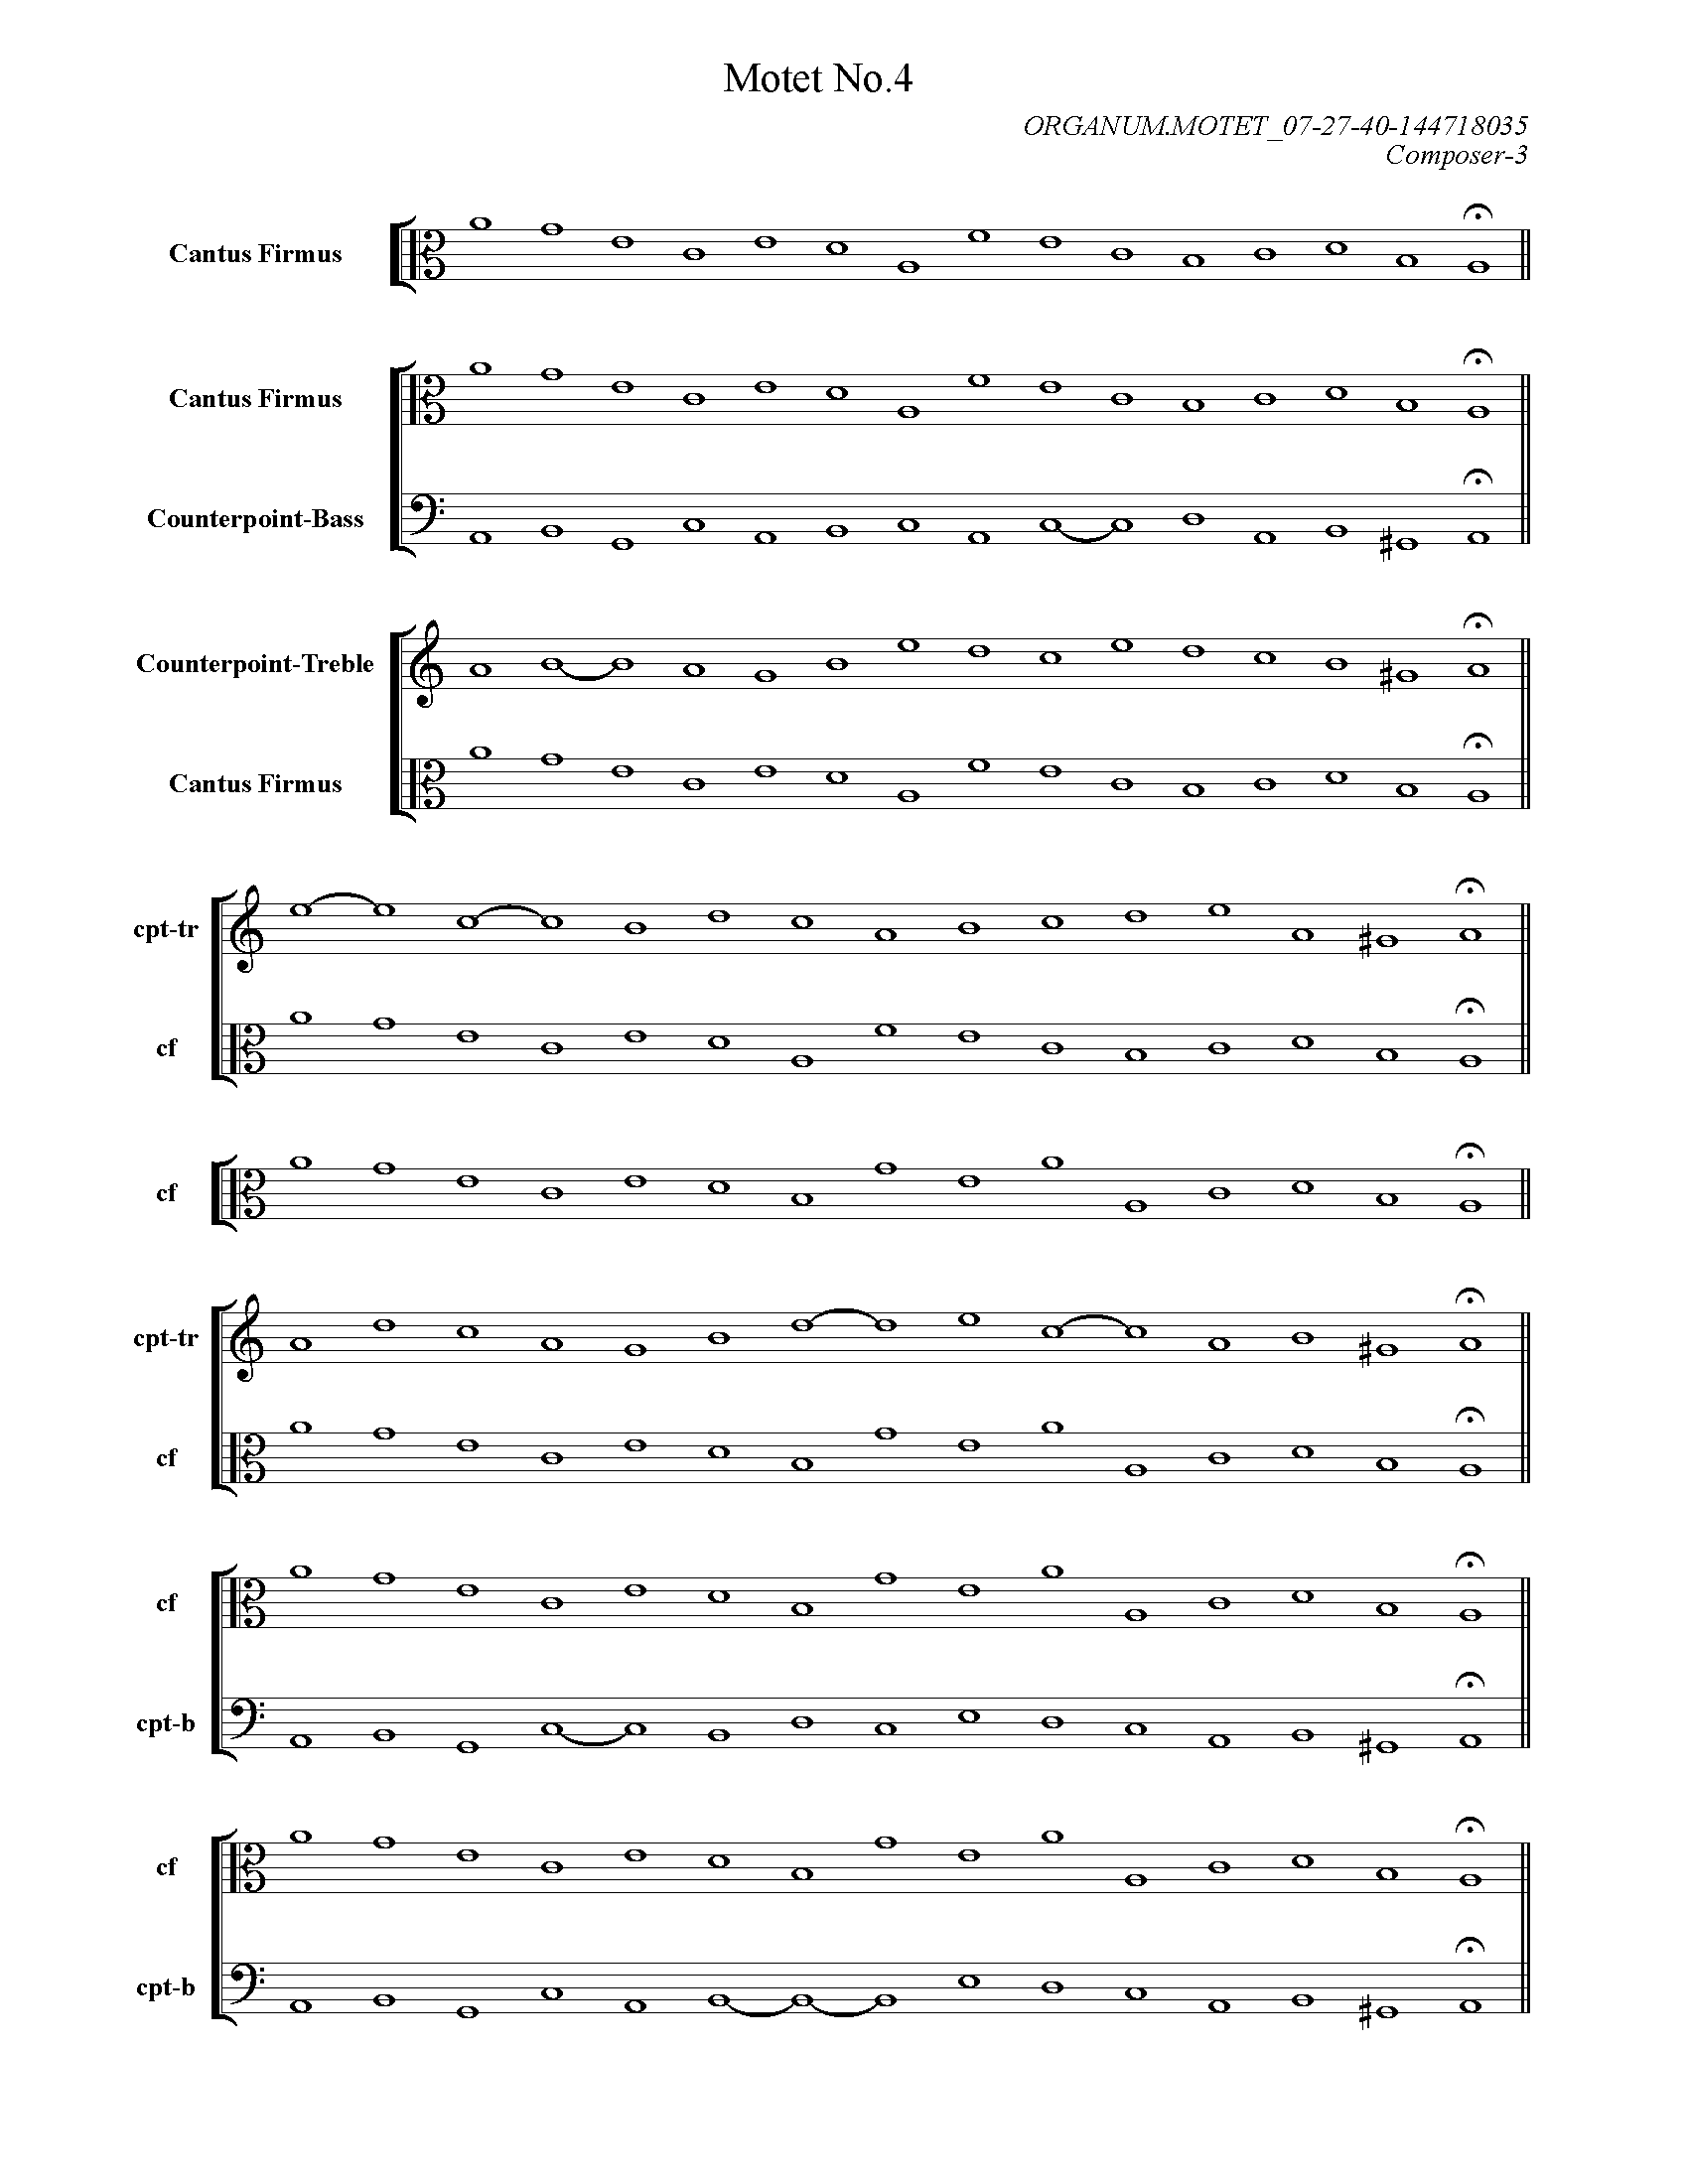 Motet No.4
ORGANUM.MOTET_07-27-40-144718035
Composer-3
Cantus Firmus
Cantus Firmus
Counterpoint-Bass
Counterpoint-Treble
Cantus Firmus
cpt-tr
cf
cf
cpt-tr
cf
cf
cpt-b
cf
cpt-b